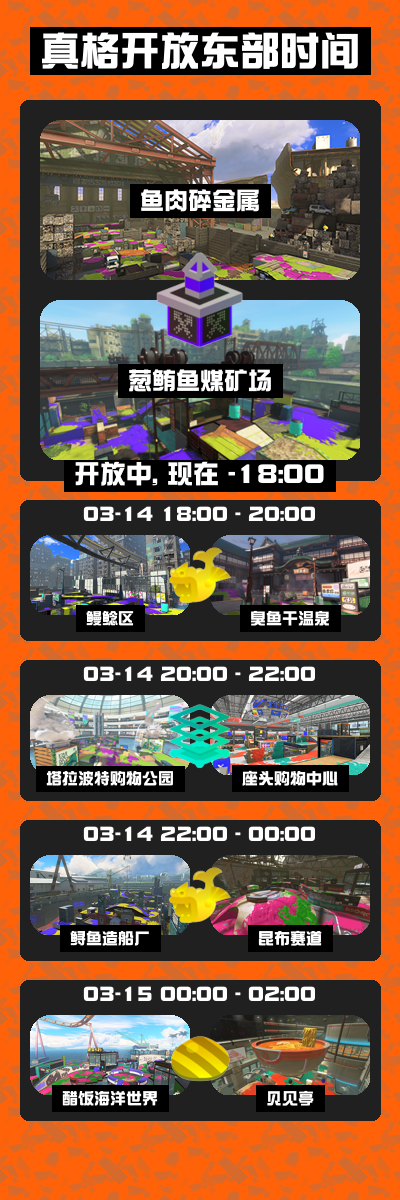 真格开放东部时间
鱼肉碎金属
葱鲔鱼煤矿场
开放中, 现在 -18:00
03-14 18:00 - 20:00
鳗鲶区
臭鱼干温泉
03-14 20:00 - 22:00
塔拉波特购物公园
座头购物中心
03-14 22:00 - 00:00
鲟鱼造船厂
昆布赛道
03-15 00:00 - 02:00
醋饭海洋世界
贝贝亭